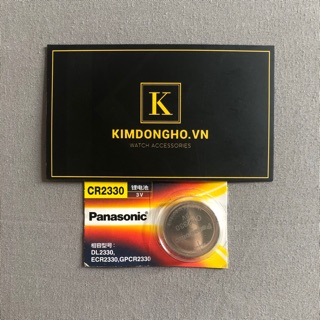 K
KIMDONGHO.VN
WATCH ACCESSORIES
CR2330 锂电池
3V
Panasonic
相容型号:
DL2330,
ECR2330,GPCR2330